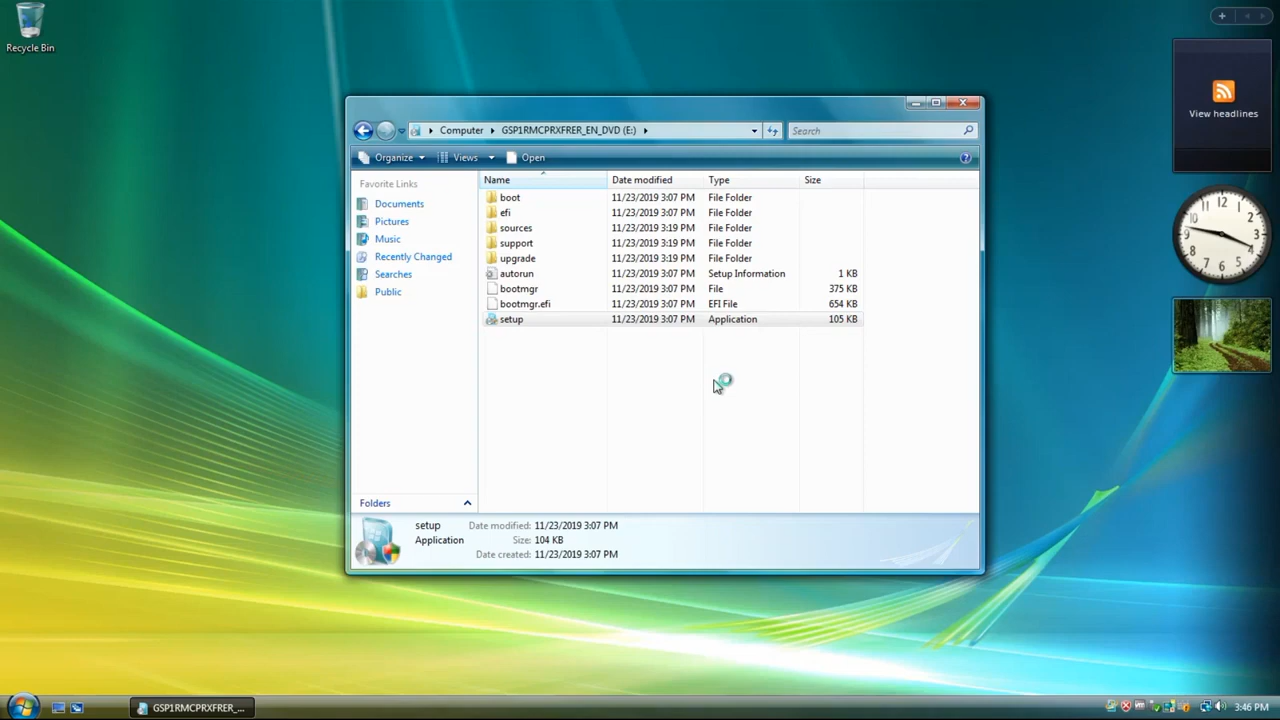 Recycle Bin
View headlines
Computer GSP1RMCPRXFRER_EN_DVD (E:)
Search
Organize Views Open
Favorite Links
Documents
Pictures
Music
Recently Changed
Searches
Public
Folders
Name Date modified Type Size
boot 11/23/2019 3:07 PM File Folder
efi 11/23/2019 3:07 PM File Folder
sources 11/23/2019 3:19 PM File Folder
support 11/23/2019 3:19 PM File Folder
upgrade 11/23/2019 3:19 PM File Folder
autorun 11/23/2019 3:07 PM Setup Information 1 KB
bootmgr 11/23/2019 3:07 PM File 375 KB
bootmgr.efi 11/23/2019 3:07 PM EFI File 654 KB
setup 11/23/2019 3:07 PM Application 105 KB
setup Date modified: 11/23/2019 3:07 PM
Application Size: 104 KB
Date created: 11/23/2019 3:07 PM
12
3
6
9
GSP1RMCPRXFRER_...
3:46 PM